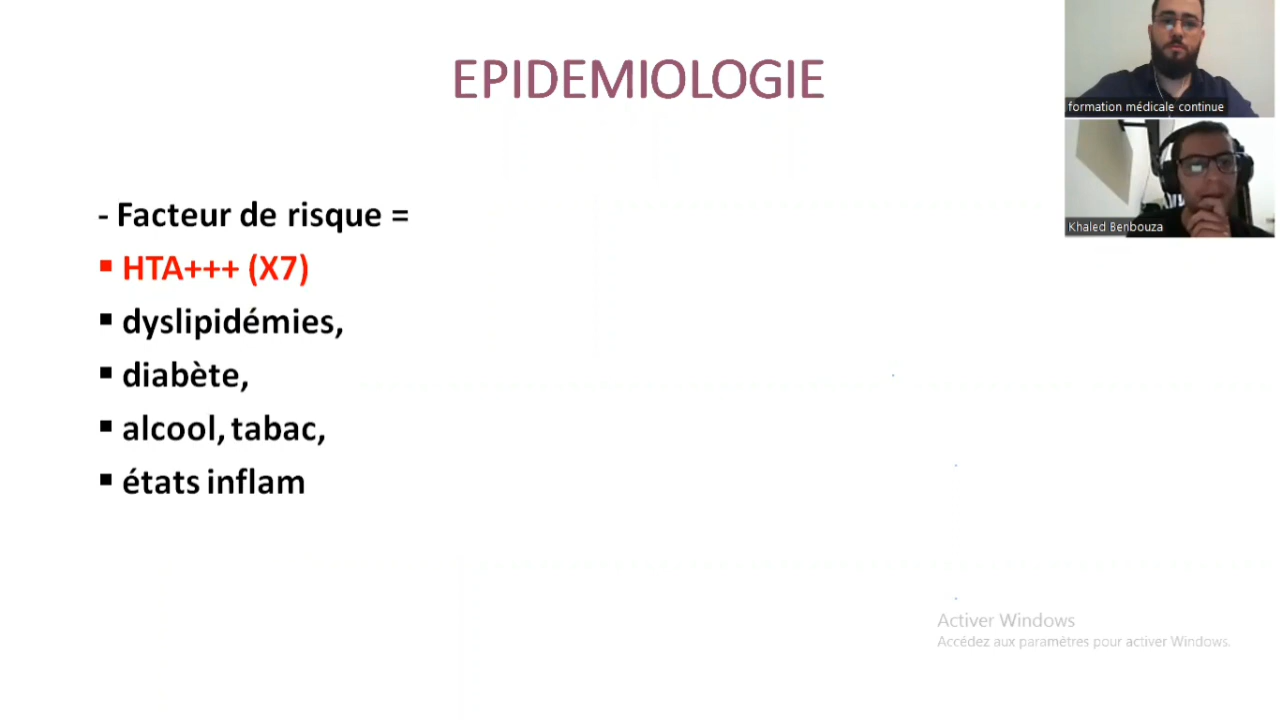 EPIDEMIOLOGIE
formation médicale continue
Khaled Benbouza
- Facteur de risque =
▪ HTA+++ (X7)
▪ dyslipidémies,
▪ diabète,
▪ alcool, tabac,
▪ états inflam
Activer Windows
Accédez aux paramètres pour activer Windows.